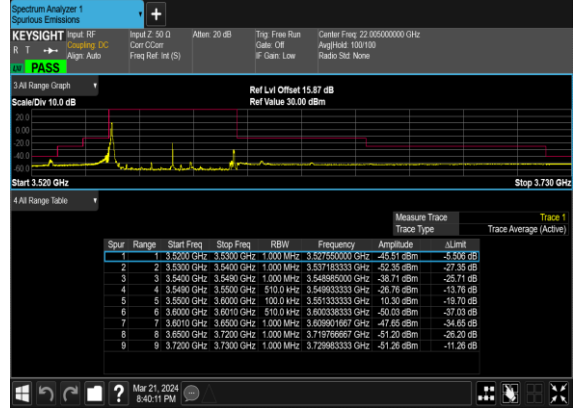 Spectrum Analyzer 1
Spurious Emissions
+
KEYSIGHT Input: RF Input Z: 50 Ω Atten: 20 dB Trig: Free Run Center Freq: 22.005000000 GHz
R T Coupling: DC Corr CCorr Gate: Off Avg|Hold: 100/100
Align: Auto Freq Ref: Int (S) IF Gain: Low Radio Std: None
PASS
3 All Range Graph
Ref Lvl Offset 15.87 dB
Scale/Div 10.0 dB Ref Value 30.00 dBm
20.0
0.00
-20.0
-40.0
-60.0
Start 3.520 GHz Stop 3.730 GHz
4 All Range Table
Measure Trace Trace 1
Trace Type Trace Average (Active)
Spur Range Start Freq Stop Freq RBW Frequency Amplitude ΔLimit
1 1 3.5200 GHz 3.5300 GHz 1.000 MHz 3.527550000 GHz -45.51 dBm -5.506 dB
2 2 3.5300 GHz 3.5400 GHz 1.000 MHz 3.537183333 GHz -52.35 dBm -27.35 dB
3 3 3.5400 GHz 3.5490 GHz 1.000 MHz 3.548985000 GHz -38.71 dBm -25.71 dB
4 4 3.5490 GHz 3.5500 GHz 510.0 kHz 3.549933333 GHz -26.76 dBm -13.76 dB
5 5 3.5500 GHz 3.6000 GHz 100.0 kHz 3.551333333 GHz 10.30 dBm -19.70 dB
6 6 3.6000 GHz 3.6010 GHz 510.0 kHz 3.600338333 GHz -50.03 dBm -37.03 dB
7 7 3.6010 GHz 3.6500 GHz 1.000 MHz 3.609901667 GHz -47.65 dBm -34.65 dB
8 8 3.6500 GHz 3.7200 GHz 1.000 MHz 3.719766667 GHz -51.20 dBm -26.20 dB
9 9 3.7200 GHz 3.7300 GHz 1.000 MHz 3.729983333 GHz -51.26 dBm -11.26 dB
? Mar 21, 2024
8:40:11 PM